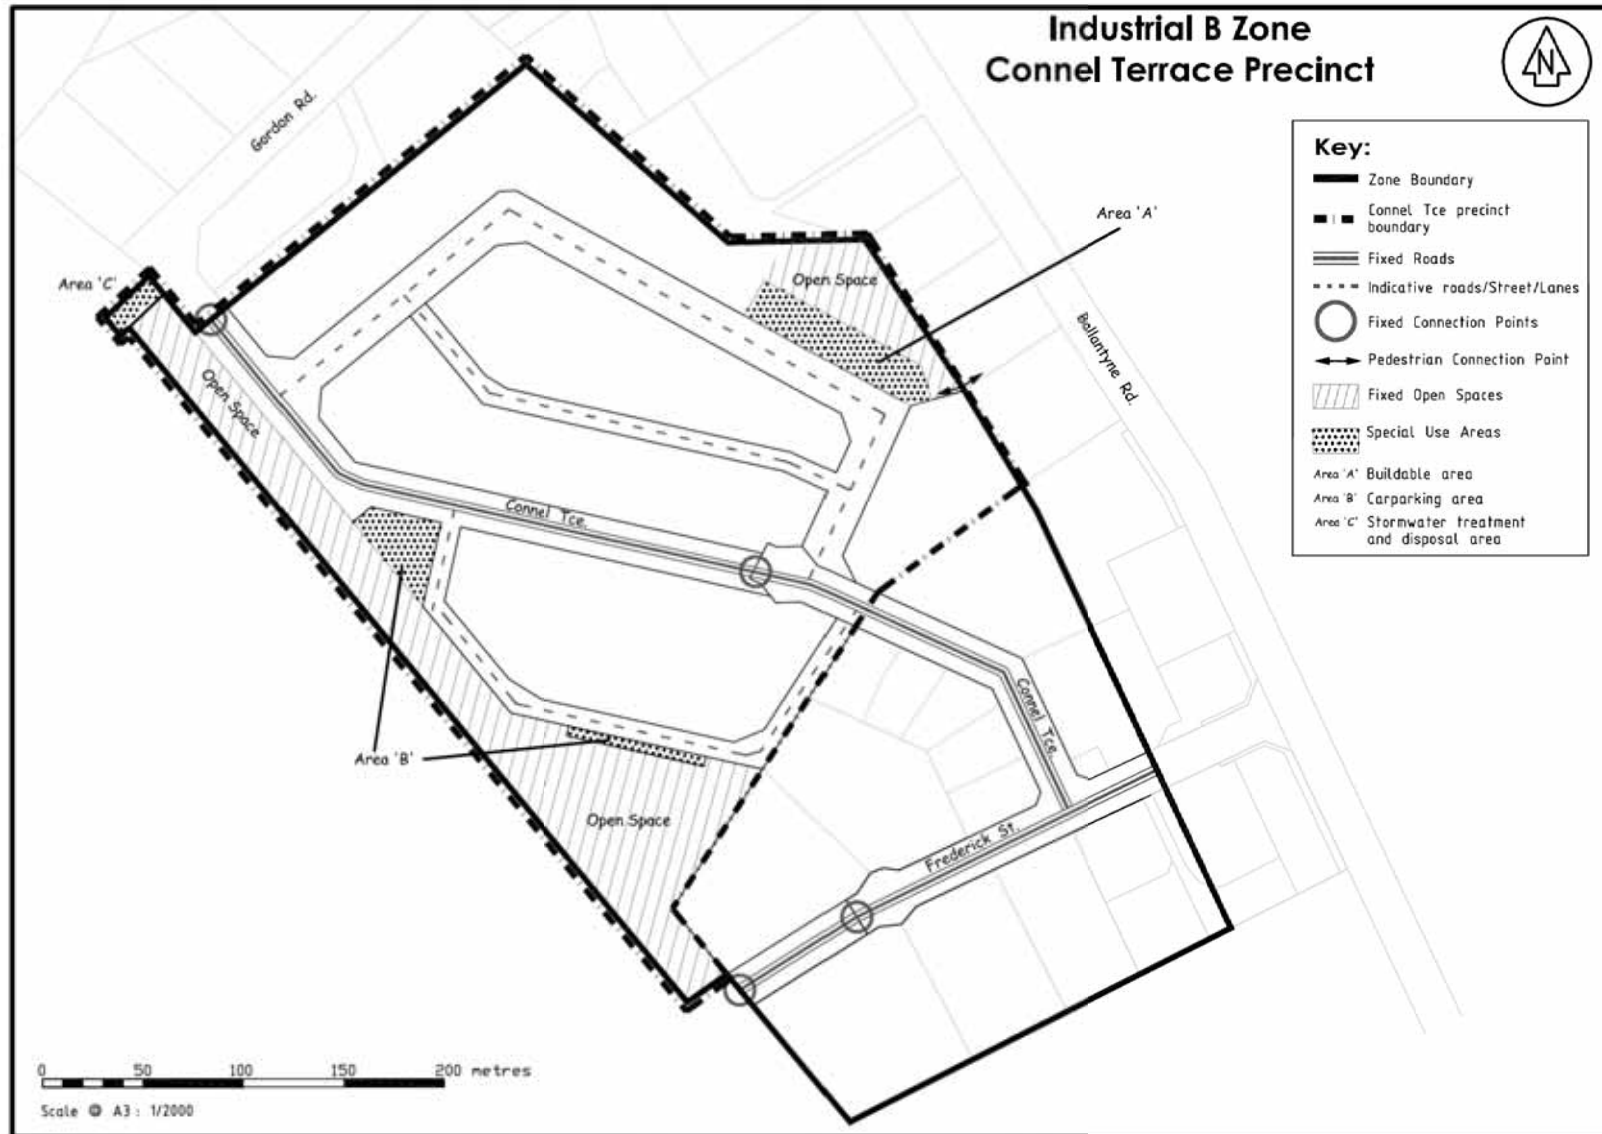 Industrial B Zone
Connel Terrace Precinct
N
Key:
Zone Boundary
Connel Tce precinct
boundary
Fixed Roads
Indicative roads/Street/Lanes
Fixed Connection Points
Pedestrian Connection Point
Fixed Open Spaces
Special Use Areas
Area 'A' Buildable area
Area 'B' Carparking area
Area 'C' Stormwater treatment
and disposal area
Gordon Rd.
Area 'A'
Open Space
Area 'C'
Ballantyne Rd.
Open Space
Connel Tce.
Connel Tce.
Area 'B'
Open Space
Frederick St.
0 50 100 150 200 metres
Scale @ A3: 1/2000